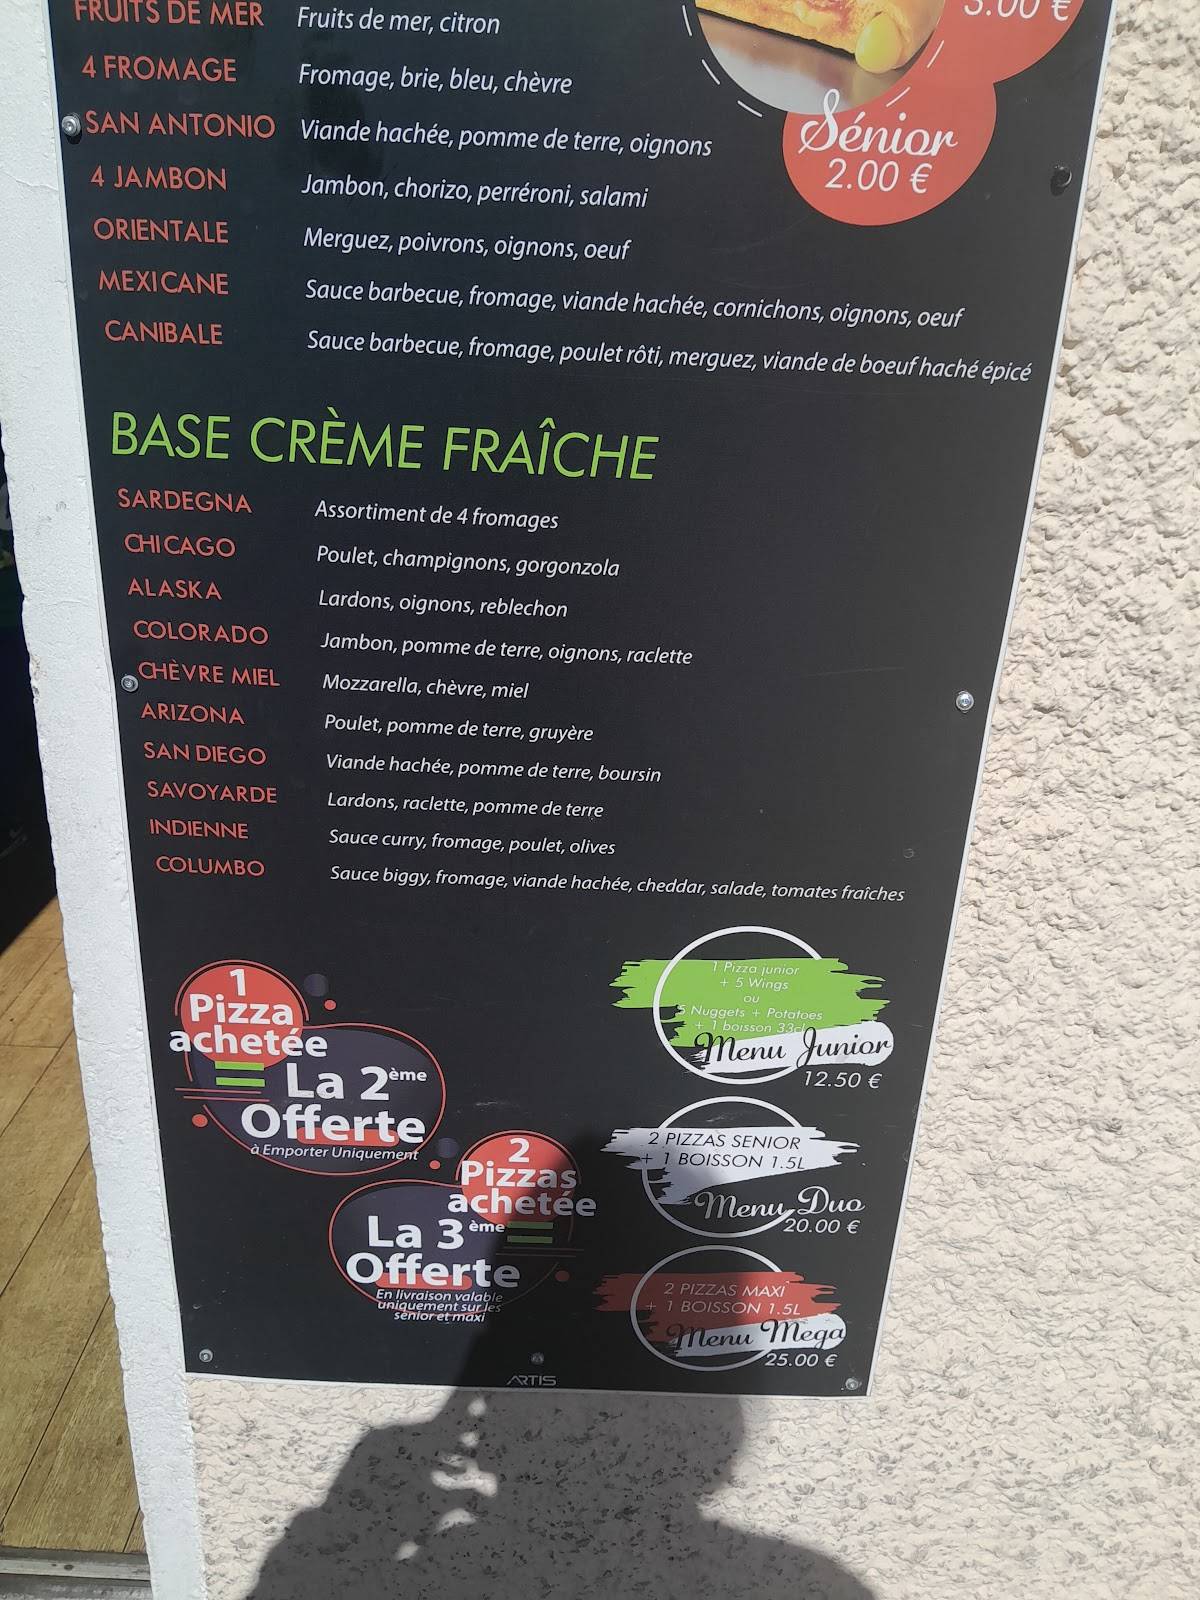 FRUITS DE MER Fruits de mer, citron
4 FROMAGE Fromage, brie, bleu, chèvre
SAN ANTONIO Viande hachée, pomme de terre, oignons
4 JAMBON Jambon, chorizo, perréroni, salami
ORIENTALE Merguez, poivrons, oignons, oeuf
MEXICANE Sauce barbecue, fromage, viande hachée, cornichons, oignons, oeuf
CANIBALE Sauce barbecue, fromage, poulet rôti, merguez, viande de boeuf haché épicé
3.00 €
Sénior
2.00 €
BASE CRÈME FRAÎCHE
SARDEGNA Assortiment de 4 fromages
CHICAGO Poulet, champignons, gorgonzola
ALASKA Lardons, oignons, reblechon
COLORADO Jambon, pomme de terre, oignons, raclette
CHÈVRE MIEL Mozzarella, chèvre, miel
ARIZONA Poulet, pomme de terre, gruyère
SAN DIEGO Viande hachée, pomme de terre, boursin
SAVOYARDE Lardons, raclette, pomme de terre
INDIENNE Sauce curry, fromage, poulet, olives
COLUMBO Sauce biggy, fromage, viande hachée, cheddar, salade, tomates fraîches
1
Pizza
achetée
=
La 2ème
Offerte
à Emporter Uniquement
2
Pizzas
achetée
=
La 3ème
Offerte
En livraison valable
uniquement sur les
senior et maxi
1 Pizza junior
+ 5 Wings
ou
5 Nuggets + Potatoes
+ 1 boisson 33cl
Menu Junior
12.50 €
2 PIZZAS SENIOR
+ 1 BOISSON 1.5L
Menu Duo
20.00 €
2 PIZZAS MAXI
+ 1 BOISSON 1.5L
Menu Mega
25.00 €
ARTIS